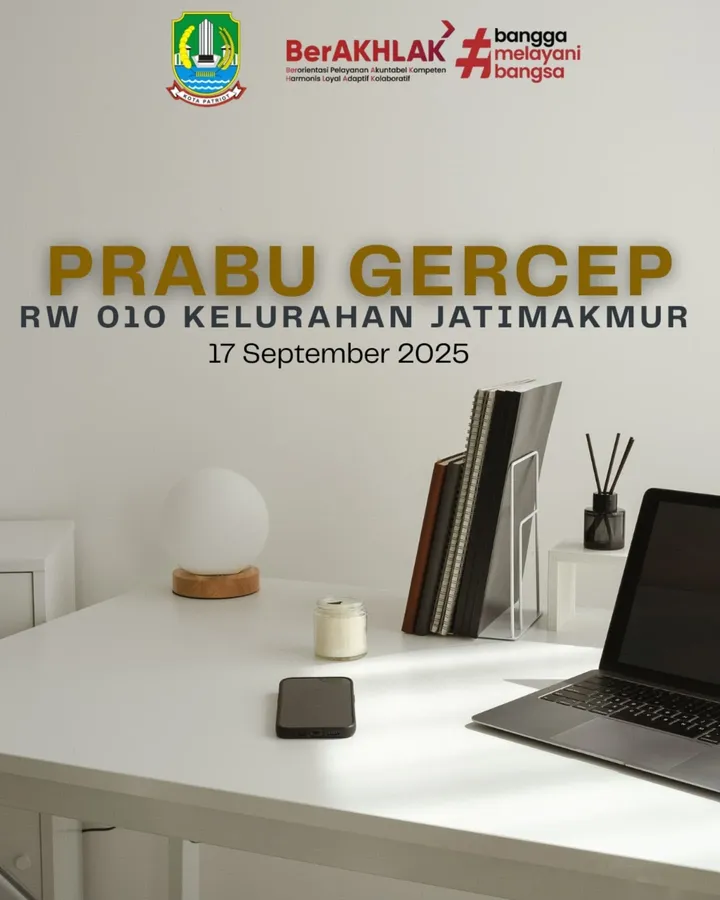 KOTA PATRIOT
BerAKHLAK
Berorientasi Pelayanan Akuntabel Kompeten
Harmonis Loyal Adaptif Kolaboratif
#bangga
melayani
bangsa
PRABU GERCEP
RW 010 KELURAHAN JATIMAKMUR
17 September 2025